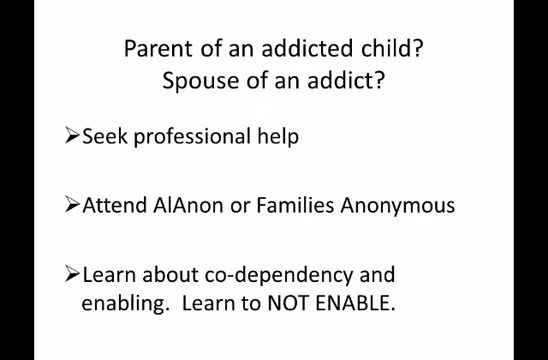 Parent of an addicted child?
Spouse of an addict?
➢Seek professional help
➢Attend AlAnon or Families Anonymous
➢Learn about co-dependency and
enabling.  Learn to NOT ENABLE.